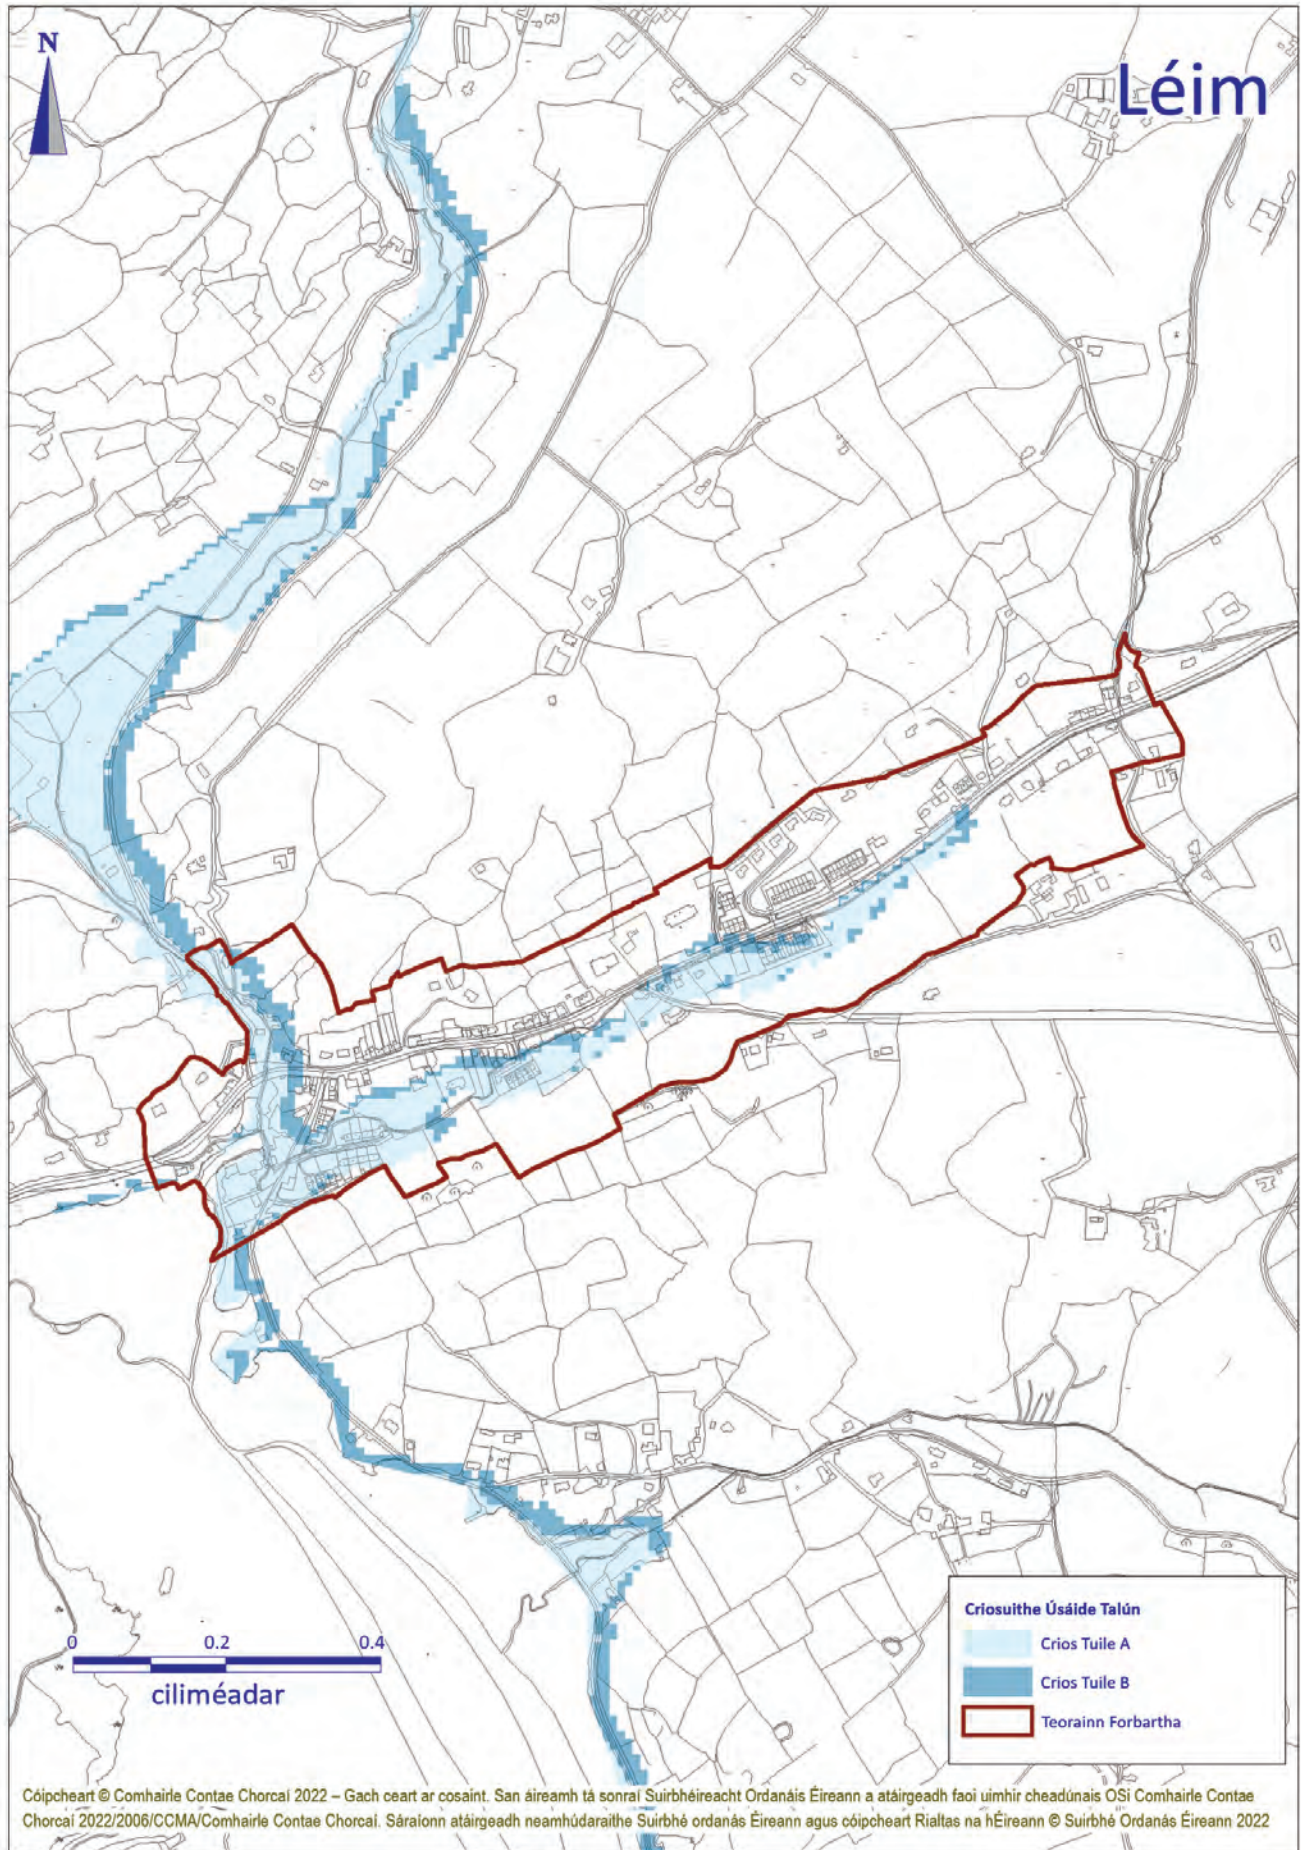 N
Léim
Criosuithe Úsáide Talún
Crios Tuile A
Crios Tuile B
Teorainn Forbartha
0 0.2 0.4
ciliméadar
Cóipcheart © Comhairle Contae Chorcaí 2022 – Gach ceart ar cosaint. San áireamh tá sonraí Suirbhéireacht Ordanáis Éireann a atáirgeadh faoi uimhir cheadúnais OSi Comhairle Contae
Chorcaí 2022/2006/CCMA/Comhairle Contae Chorcaí. Sáraíonn atáirgeadh neamhúdaraithe Suirbhé ordanás Éireann agus cóipcheart Rialtas na hÉireann © Suirbhé Ordanás Éireann 2022